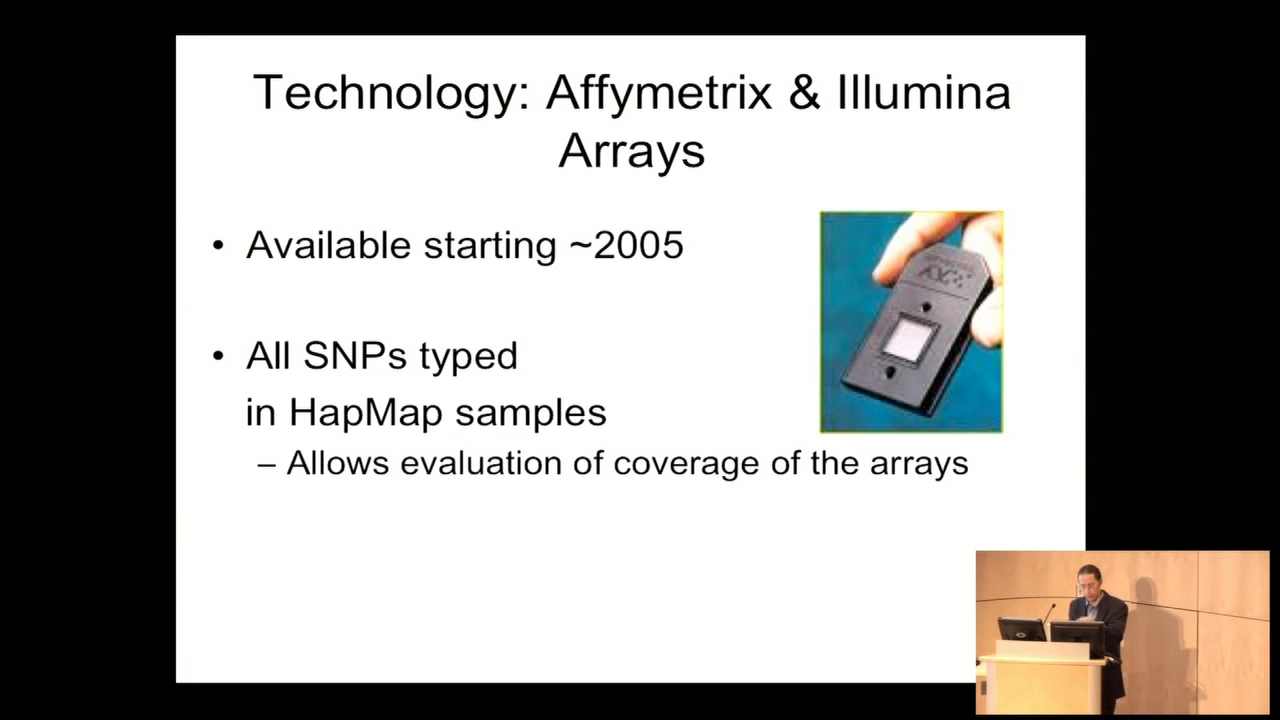 Technology: Affymetrix & Illumina
Arrays
• Available starting ~2005
• All SNPs typed
in HapMap samples
– Allows evaluation of coverage of the arrays